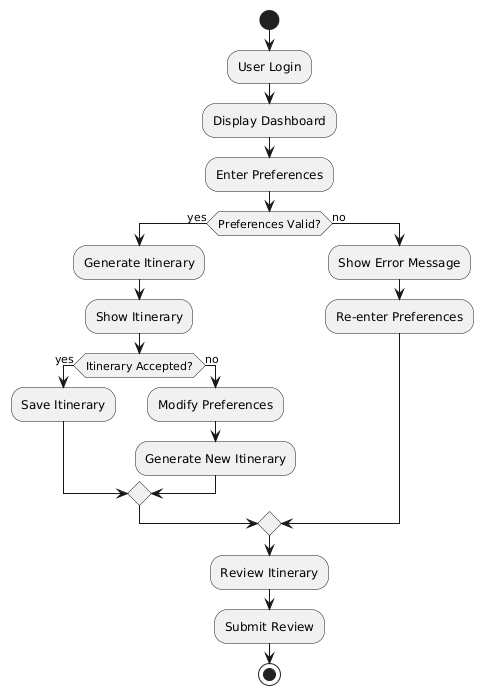 User Login
Display Dashboard
Enter Preferences
yes
Preferences Valid?
no
Generate Itinerary
Show Error Message
Show Itinerary
Re-enter Preferences
yes
Itinerary Accepted?
no
Save Itinerary
Modify Preferences
Generate New Itinerary
Review Itinerary
Submit Review